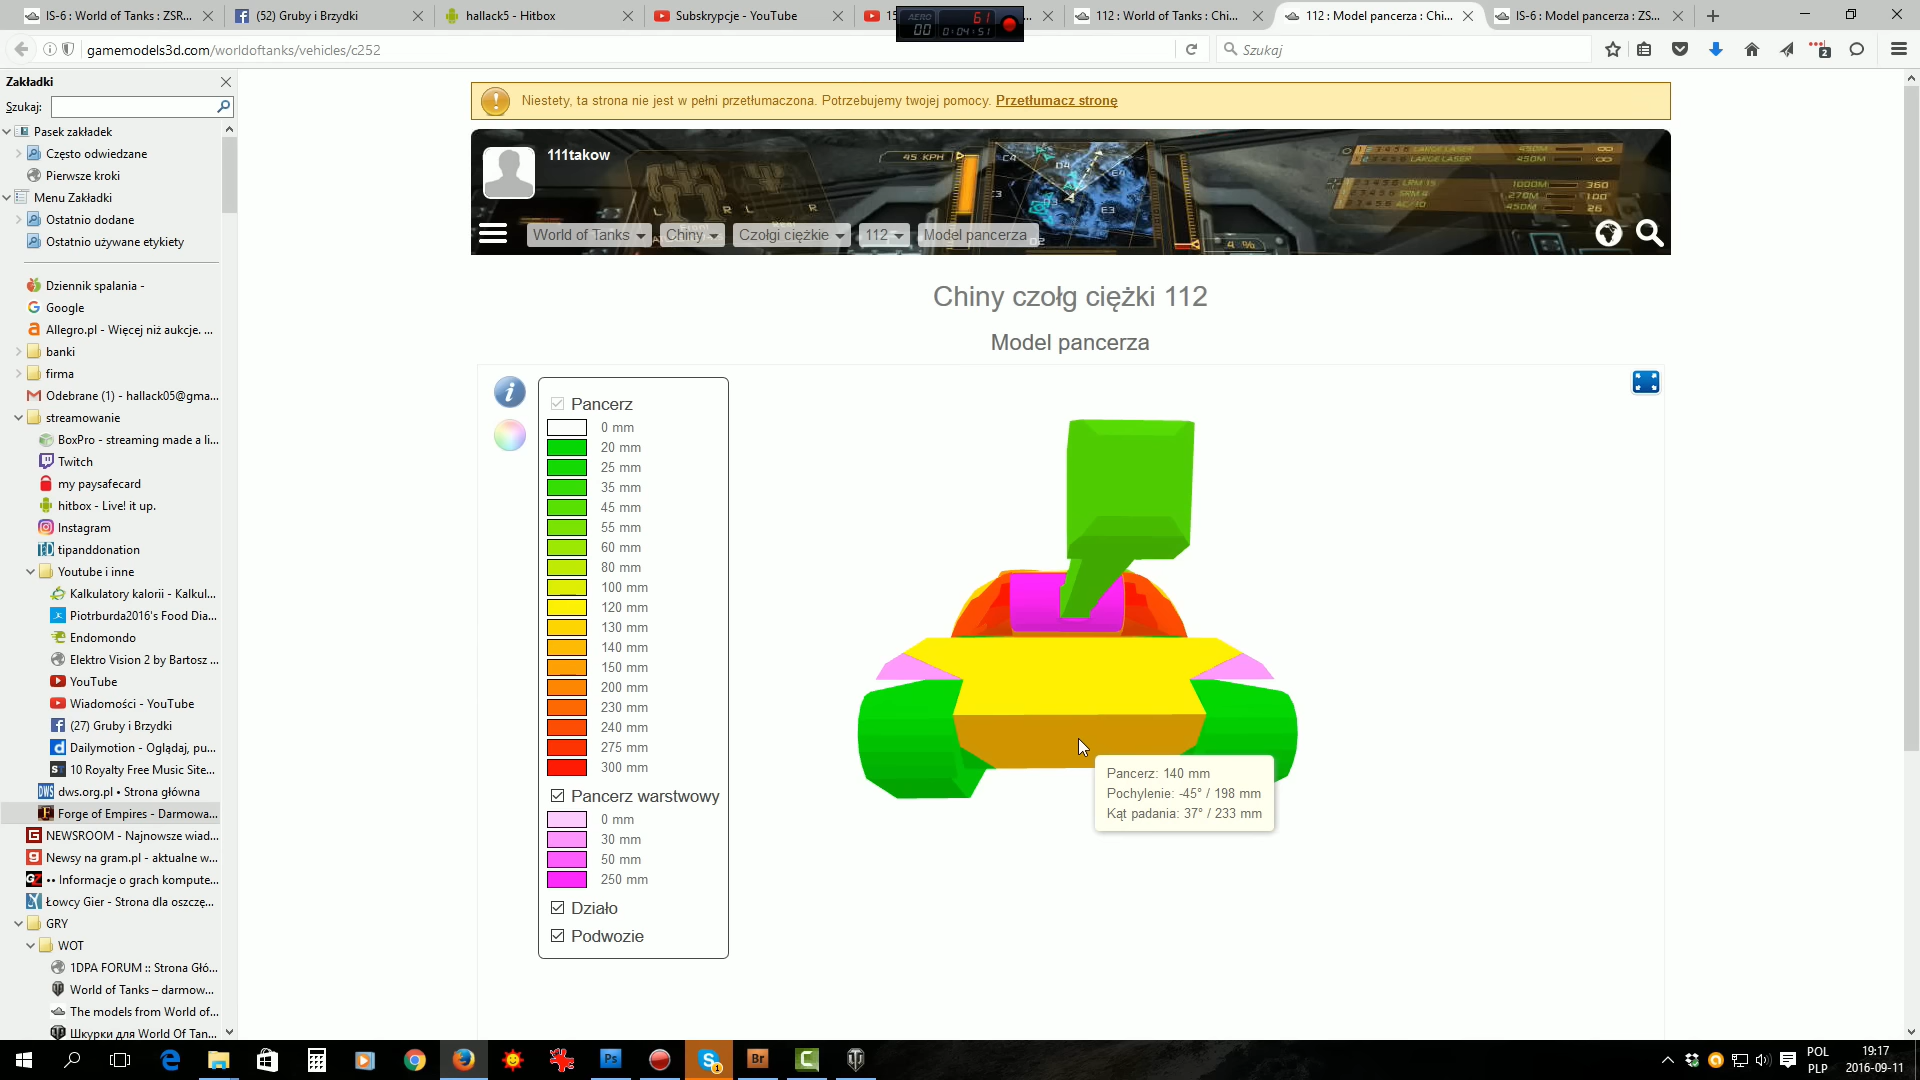 IS-6 : World of Tanks : ZSR...
(52) Gruby i Brzydki
hallack5 - Hitbox
Subskrypcje - YouTube
112 : World of Tanks : Chi...
112 : Model pancerza : Chi...
IS-6 : Model pancerza : ZS...
AERO
00
61
0:04:51
gamemodels3d.com/worldoftanks/vehicles/c252
Szukaj
2
Zakładki
Szukaj:
Pasek zakładek
Często odwiedzane
Pierwsze kroki
Menu Zakładki
Ostatnio dodane
Ostatnio używane etykiety
Dziennik spalania -
Google
Allegro.pl - Więcej niż aukcje. ...
banki
firma
Odebrane (1) - hallack05@gma...
streamowanie
BoxPro - streaming made a li...
Twitch
my paysafecard
hitbox - Live! it up.
Instagram
tipanddonation
Youtube i inne
Kalkulatory kalorii - Kalkul...
Piotrburda2016's Food Dia...
Endomondo
Elektro Vision 2 by Bartosz ...
YouTube
Wiadomości - YouTube
(27) Gruby i Brzydki
Dailymotion - Oglądaj, pu...
10 Royalty Free Music Site...
dws.org.pl • Strona główna
Forge of Empires - Darmowa...
NEWSROOM - Najnowsze wiad...
Newsy na gram.pl - aktualne w...
•• Informacje o grach kompute...
Łowcy Gier - Strona dla oszczę...
GRY
WOT
1DPA FORUM :: Strona Głó...
World of Tanks – darmow...
The models from World of...
Шкурки для World Of Tan...
Niestety, ta strona nie jest w pełni przetłumaczona. Potrzebujemy twojej pomocy. Przetłumacz stronę
111takow
45 KPH
World of Tanks
Chiny
Czołgi ciężkie
112
Model pancerza
Chiny czołg ciężki 112
Model pancerza
Pancerz
0 mm
20 mm
25 mm
35 mm
45 mm
55 mm
60 mm
80 mm
100 mm
120 mm
130 mm
140 mm
150 mm
200 mm
230 mm
240 mm
275 mm
300 mm
Pancerz warstwowy
0 mm
30 mm
50 mm
250 mm
Działo
Podwozie
Pancerz: 140 mm
Pochylenie: -45° / 198 mm
Kąt padania: 37° / 233 mm
POL
PLP
19:17
2016-09-11